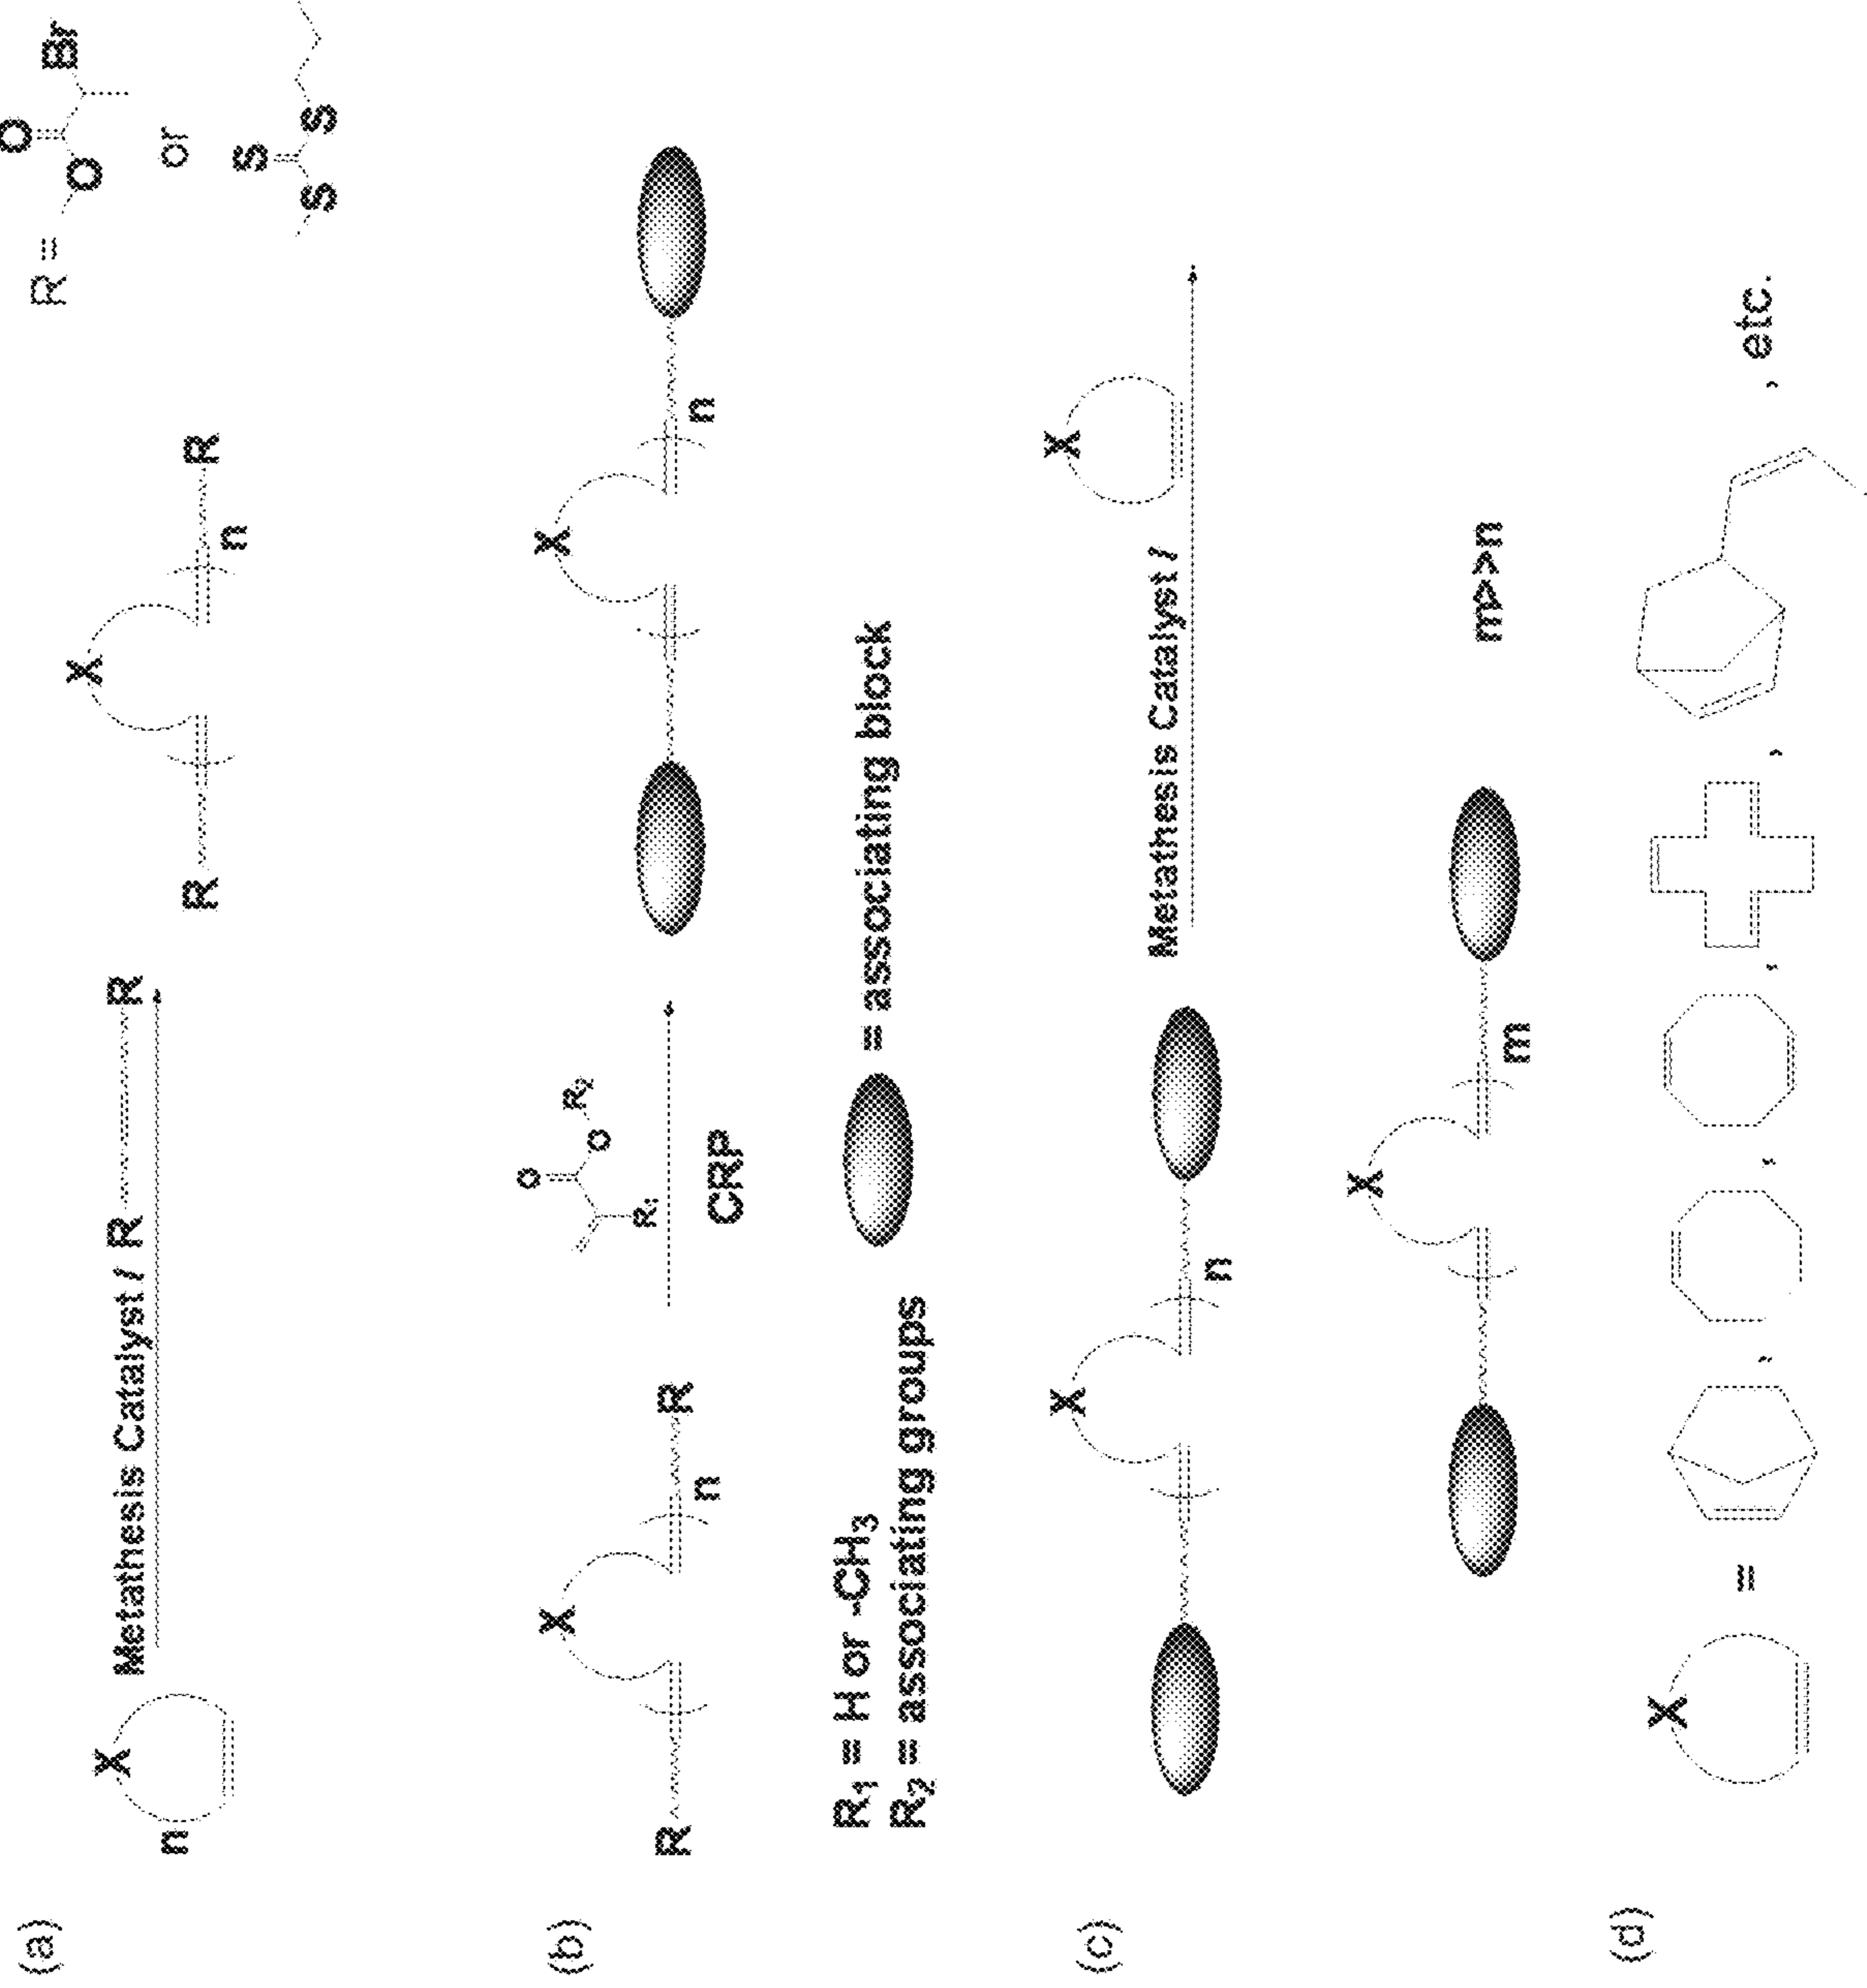 (a)
n
X
Metathesis Catalyst / R R
R
X
n
R
R =
O
O
Br
or
S
S
S
(b)
R
X
n
R
O
O
R₂
R₁
CRP
X
n
R₁ = H or -CH₃
R₂ = associating groups
= associating block
(c)
X
n
Metathesis Catalyst /
X
X
m
m>>n
(d)
X
=
,
,
,
,
, etc.